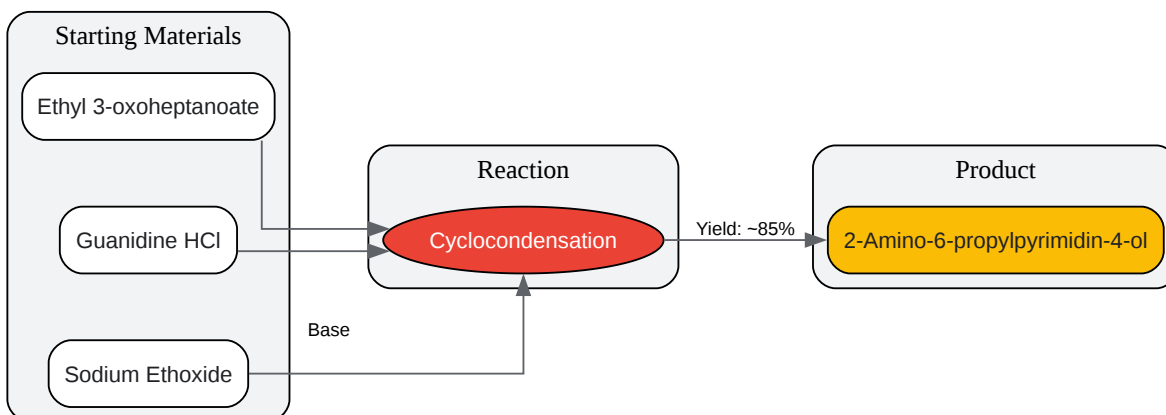 Starting Materials
Ethyl 3-oxoheptanoate
Guanidine HCl
Sodium Ethoxide
Base
Reaction
Cyclocondensation
Yield: ~85%
Product
2-Amino-6-propylpyrimidin-4-ol